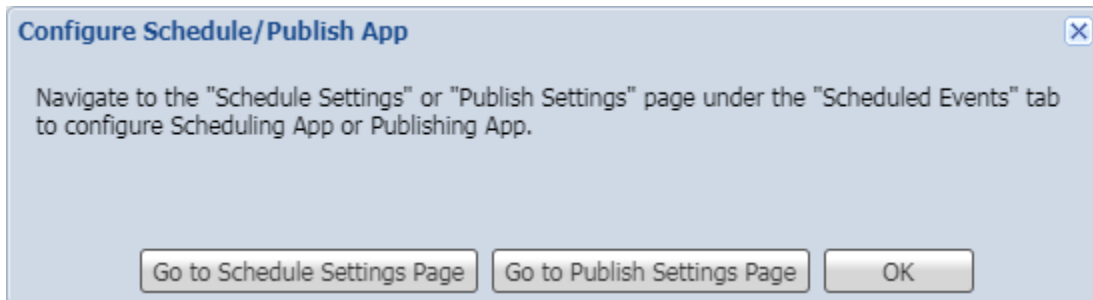 Configure Schedule/Publish App
Navigate to the "Schedule Settings" or "Publish Settings" page under the "Scheduled Events" tab
to configure Scheduling App or Publishing App.
Go to Schedule Settings Page
Go to Publish Settings Page
OK